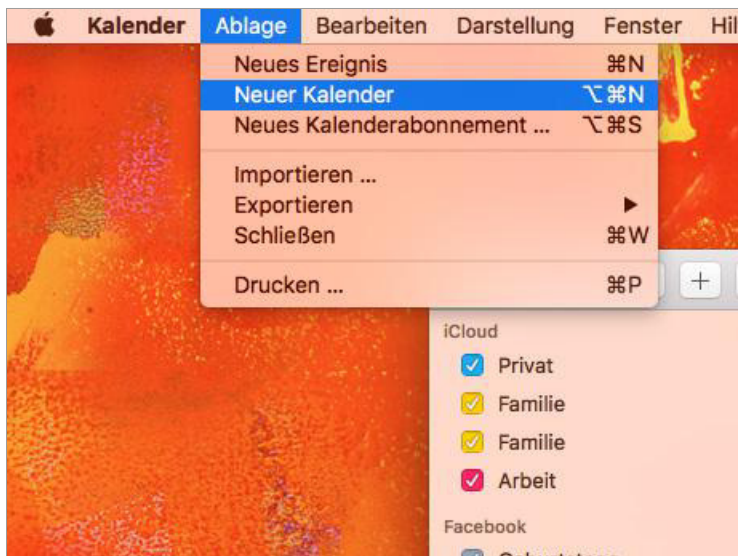 Kalender Ablage Bearbeiten Darstellung Fenster
Neues Ereignis ⌘N
Neuer Kalender ⌥⌘N
Neues Kalenderabonnement ... ⌥⌘S
Importieren ...
Exportieren ▶
Schließen ⌘W
Drucken ... ⌘P
+
iCloud
Privat
Familie
Familie
Arbeit
Facebook